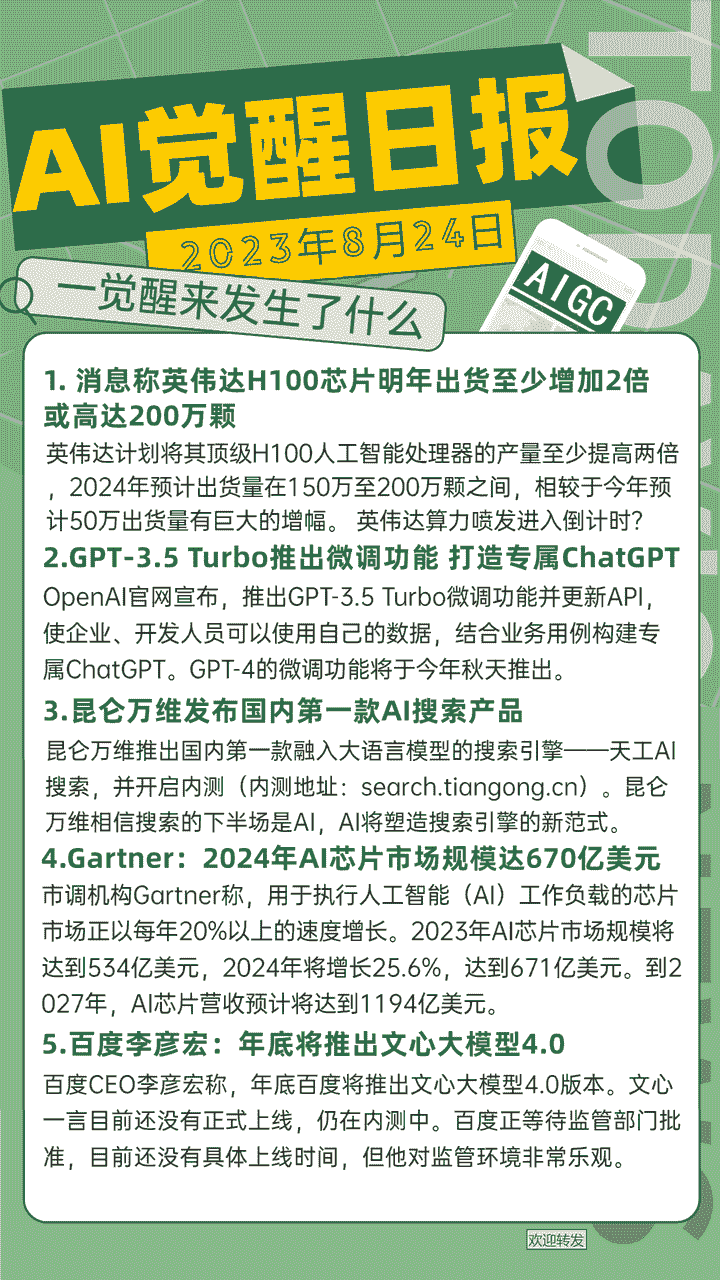 AI觉醒日报
2023年8月24日
一觉醒来发生了什么
AIGC
1. 消息称英伟达H100芯片明年出货至少增加2倍
或高达200万颗
英伟达计划将其顶级H100人工智能处理器的产量至少提高两倍
，2024年预计出货量在150万至200万颗之间，相较于今年预
计50万出货量有巨大的增幅。 英伟达算力喷发进入倒计时？
2.GPT-3.5 Turbo推出微调功能 打造专属ChatGPT
OpenAI官网宣布，推出GPT-3.5 Turbo微调功能并更新API，
使企业、开发人员可以使用自己的数据，结合业务用例构建专
属ChatGPT。GPT-4的微调功能将于今年秋天推出。
3.昆仑万维发布国内第一款AI搜索产品
昆仑万维推出国内第一款融入大语言模型的搜索引擎——天工AI
搜索，并开启内测（内测地址：search.tiangong.cn）。昆仑
万维相信搜索的下半场是AI，AI将塑造搜索引擎的新范式。
4.Gartner：2024年AI芯片市场规模达670亿美元
市调机构Gartner称，用于执行人工智能（AI）工作负载的芯片
市场正以每年20%以上的速度增长。2023年AI芯片市场规模将
达到534亿美元，2024年将增长25.6%，达到671亿美元。到2
027年，AI芯片营收预计将达到1194亿美元。
5.百度李彦宏：年底将推出文心大模型4.0
百度CEO李彦宏称，年底百度将推出文心大模型4.0版本。文心
一言目前还没有正式上线，仍在内测中。百度正等待监管部门批
准，目前还没有具体上线时间，但他对监管环境非常乐观。
欢迎转发